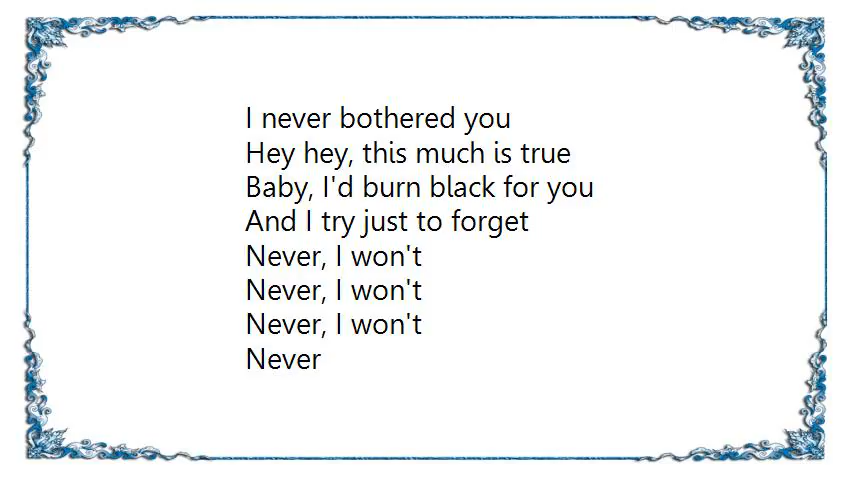 I never bothered you
Hey hey, this much is true
Baby, I'd burn black for you
And I try just to forget
Never, I won't
Never, I won't
Never, I won't
Never